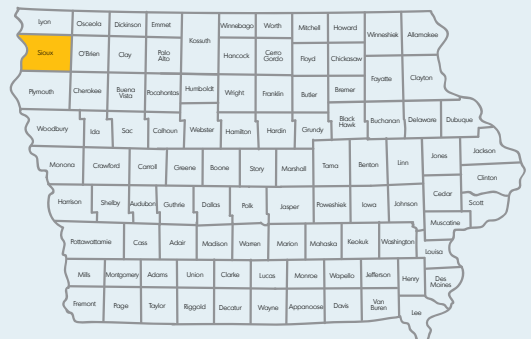 Lyon
Osceola
Dickinson
Emmet
Winnebago
Worth
Mitchell
Howard
Winneshiek
Allamakee
Kossuth
Sioux
O'Brien
Clay
Palo
Alto
Hancock
Cerro
Gordo
Floyd
Chickasaw
Fayette
Clayton
Plymouth
Cherokee
Buena
Vista
Pocahontas
Humboldt
Wright
Franklin
Butler
Bremer
Woodbury
Ida
Sac
Calhoun
Webster
Hamilton
Hardin
Grundy
Black
Hawk
Buchanan
Delaware
Dubuque
Monona
Crawford
Carroll
Greene
Boone
Story
Marshall
Tama
Benton
Linn
Jones
Jackson
Clinton
Harrison
Shelby
Audubon
Guthrie
Dallas
Polk
Jasper
Poweshiek
Iowa
Johnson
Cedar
Scott
Muscatine
Pottawattamie
Cass
Adair
Madison
Warren
Marion
Mahaska
Keokuk
Washington
Louisa
Mills
Montgomery
Adams
Union
Clarke
Lucas
Monroe
Wapello
Jefferson
Henry
Des
Moines
Fremont
Page
Taylor
Ringgold
Decatur
Wayne
Appanoose
Davis
Van
Buren
Lee